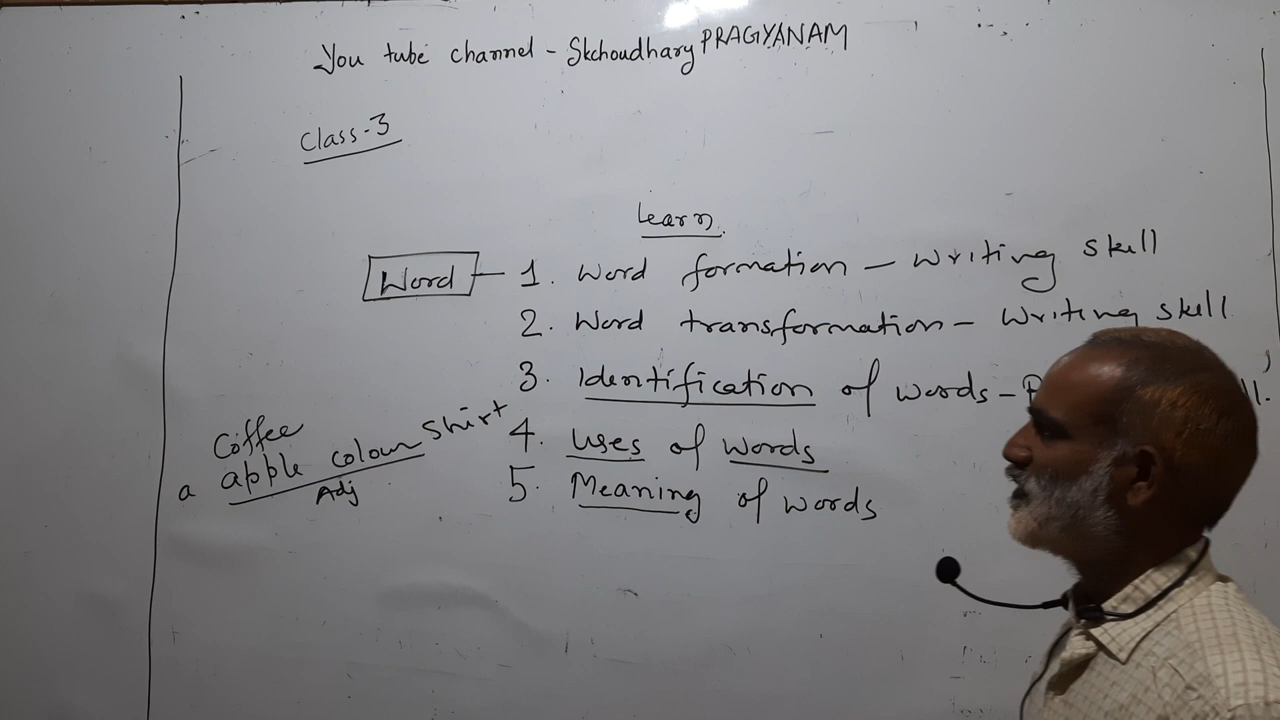 You tube channel - Skchoudhary PRAGYANAM
Class-3
Learn
Word - 1. Word formation - Writing skill
2. Word transformation - Writing skill
3. Identification of words -
4. Uses of words
5. Meaning of words
Coffee
a apple colour shirt
Adj